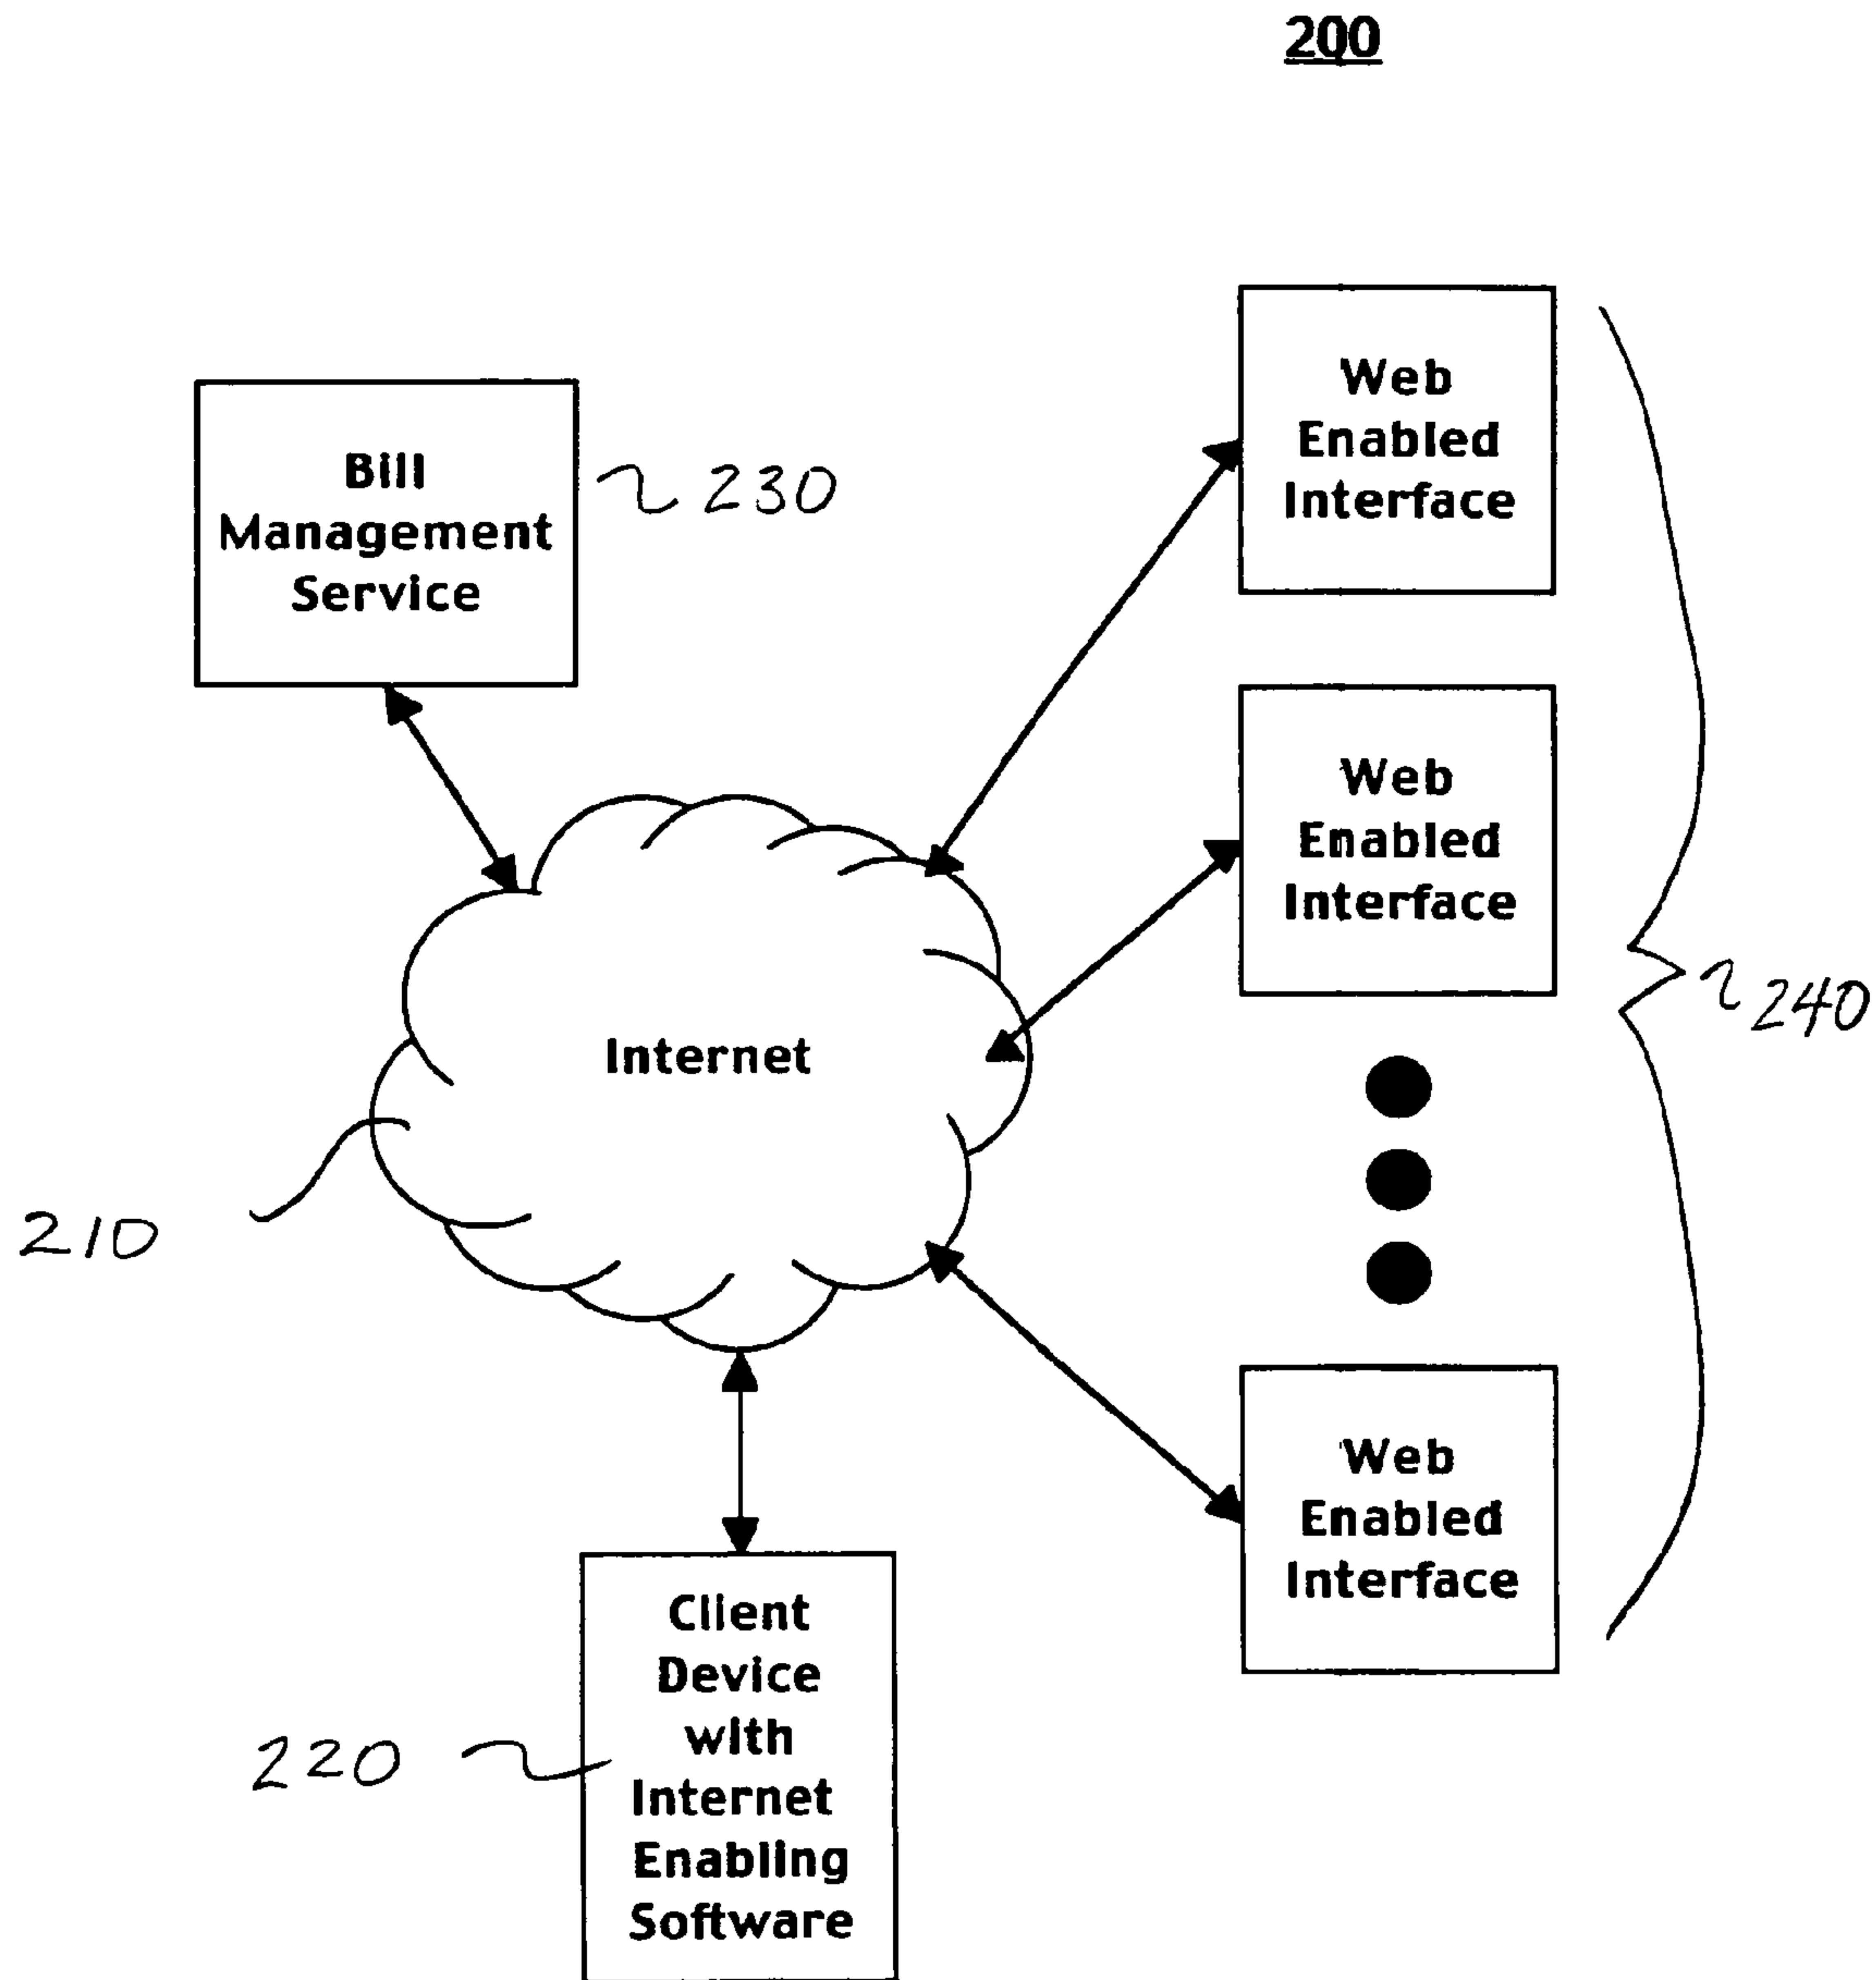 200
Bill
Management
Service
230
Web
Enabled
Interface
Web
Enabled
Interface
240
Internet
210
Web
Enabled
Interface
220
Client
Device
with
Internet
Enabling
Software